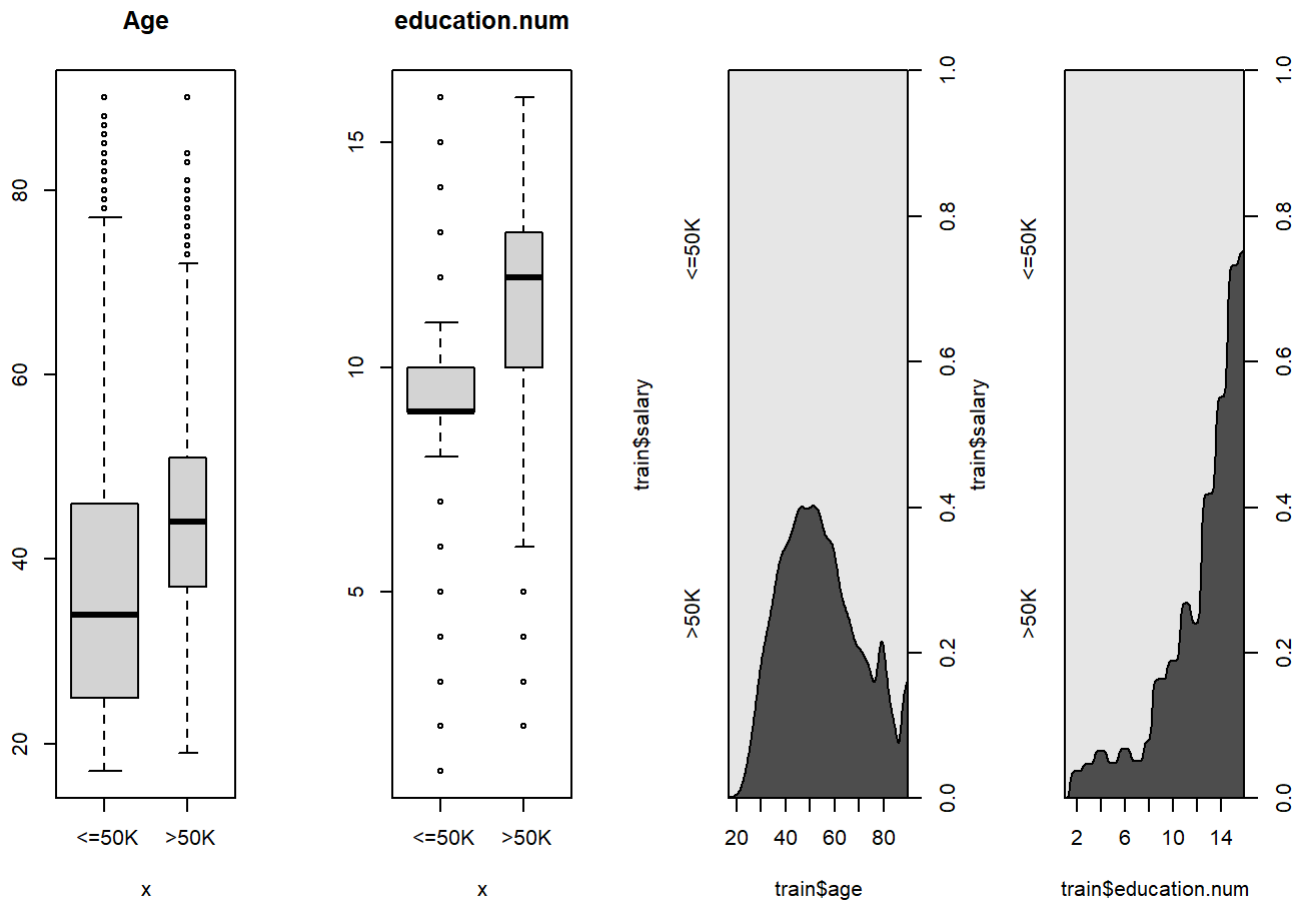 Age
80
60
40
20
<=50K >50K
x
education.num
15
10
5
<=50K >50K
x
train$salary
<=50K
>50K
1.0
0.8
0.6
0.4
0.2
0.0
20 40 60 80
train$age
train$salary
<=50K
>50K
1.0
0.8
0.6
0.4
0.2
0.0
2 6 10 14
train$education.num